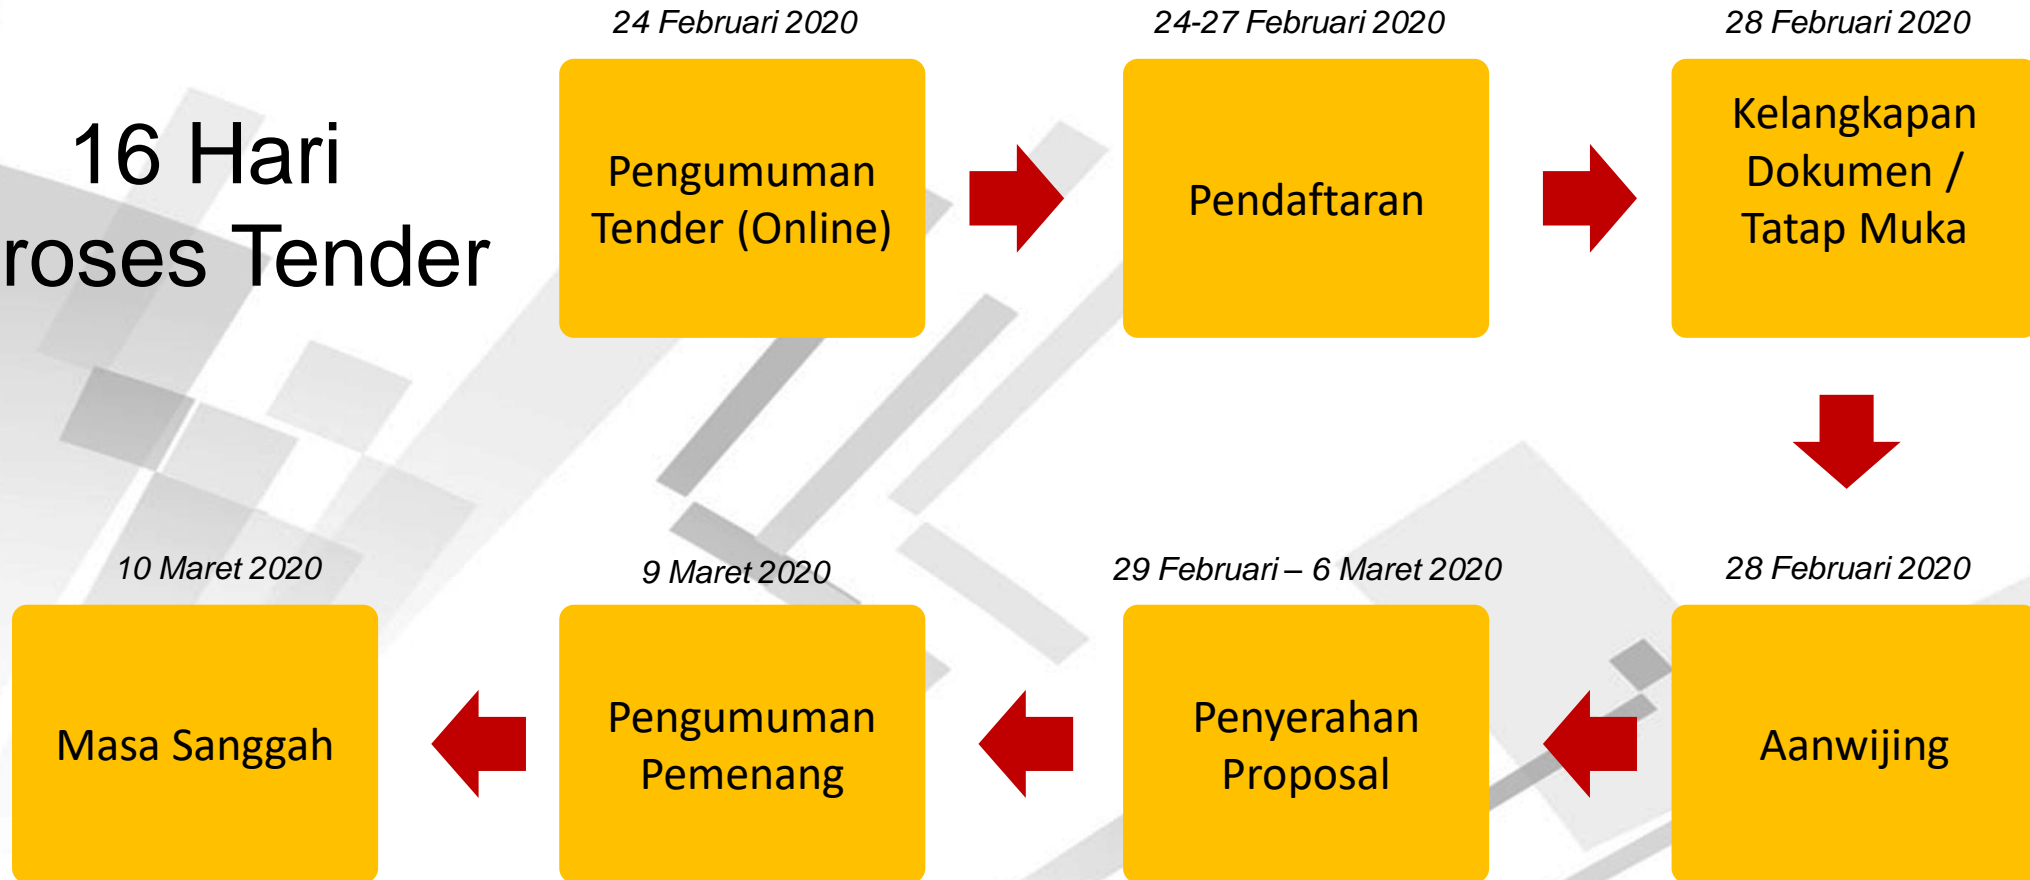 16 Hari
roses Tender
24 Februari 2020
Pengumuman
Tender (Online)
24-27 Februari 2020
Pendaftaran
28 Februari 2020
Kelangkapan
Dokumen /
Tatap Muka
28 Februari 2020
Aanwijing
29 Februari – 6 Maret 2020
Penyerahan
Proposal
9 Maret 2020
Pengumuman
Pemenang
10 Maret 2020
Masa Sanggah